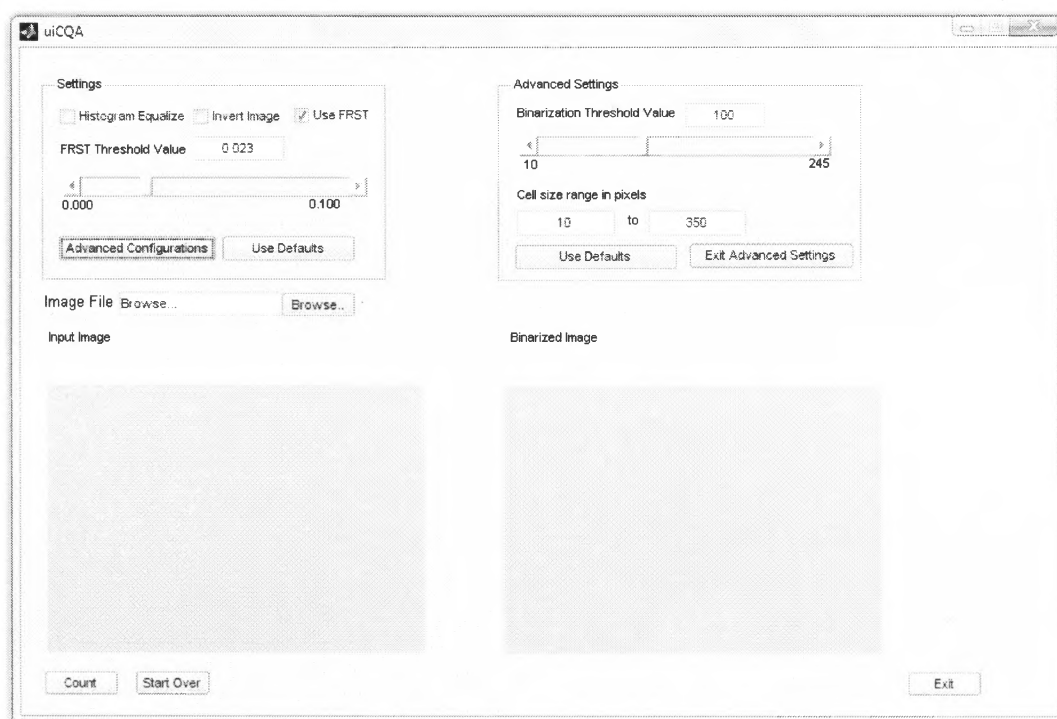 uiCQA
Settings
Histogram Equalize Invert Image Use FRST
FRST Threshold Value 0.023
0.000 0.100
Advanced Configurations Use Defaults
Advanced Settings
Binarization Threshold Value 100
10 245
Cell size range in pixels
10 to 350
Use Defaults Exit Advanced Settings
Image File Browse... Browse..
Input Image Binarized Image
Count Start Over Exit